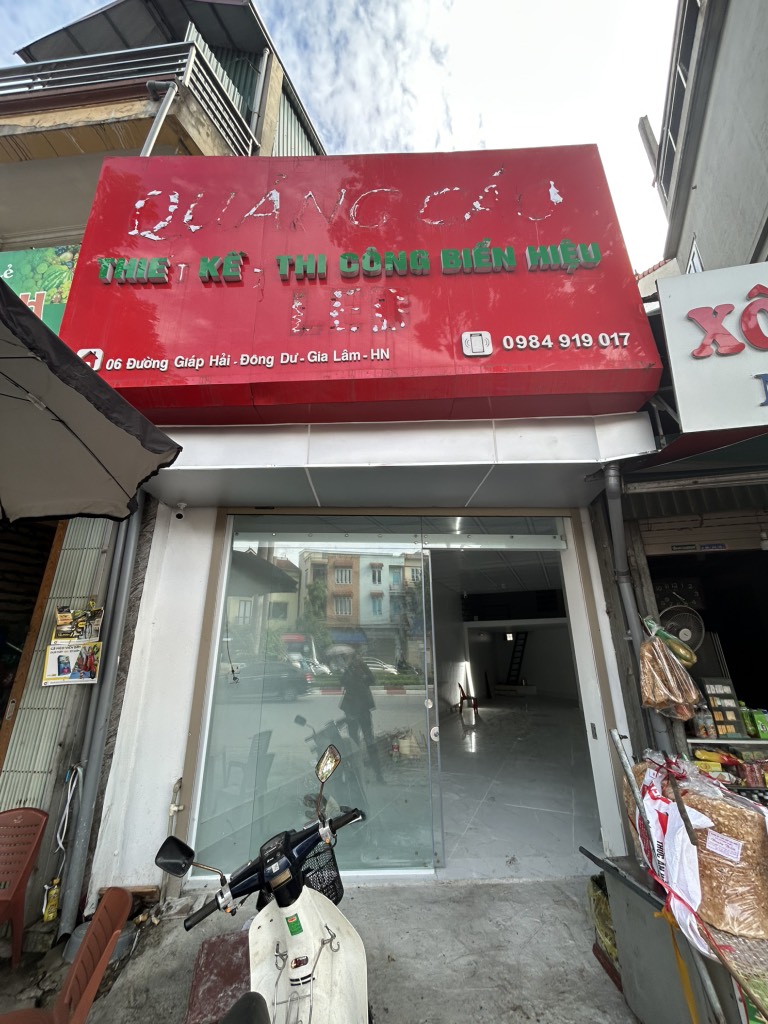 QUẢNG CÁO
THIẾT KẾ, THI CÔNG BIỂN HIỆU
LED
06 Đường Giáp Hải - Đông Dư - Gia Lâm - HN
0984 919 017
XÔ